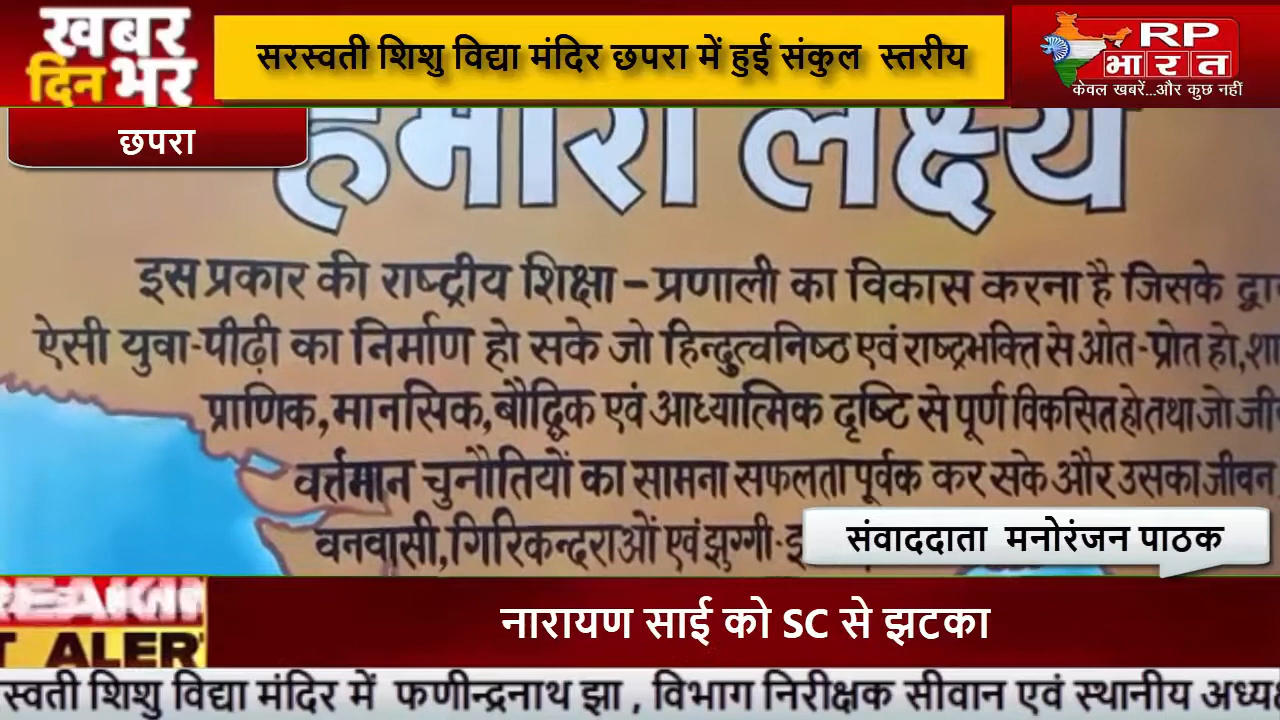 खबर
दिन भर
सरस्वती शिशु विद्या मंदिर छपरा में हुई संकुल स्तरीय
RP
भारत
केवल खबरें...और कुछ नहीं
छपरा
हमारा लक्ष्य
इस प्रकार की राष्ट्रीय शिक्षा - प्रणाली का विकास करना है जिसके
ऐसी युवा-पीढ़ी का निर्माण हो सके जो हिन्दुत्वनिष्ठ एवं राष्ट्रभक्ति से ओत-प्रोत हो,
प्राणिक, मानसिक, बौद्धिक एवं आध्यात्मिक दृष्टि से पूर्ण विकसित हो तथा जो
वर्त्तमान चुनौतियों का सामना सफलता पूर्वक कर सके और उसका जीवन
वनवासी, गिरिकन्दराओं एवं झुग्गी-
संवाददाता मनोरंजन पाठक
ALERT
नारायण साई को SC से झटका
स्वती शिशु विद्या मंदिर में फणीन्द्रनाथ झा , विभाग निरीक्षक सीवान एवं स्थानीय